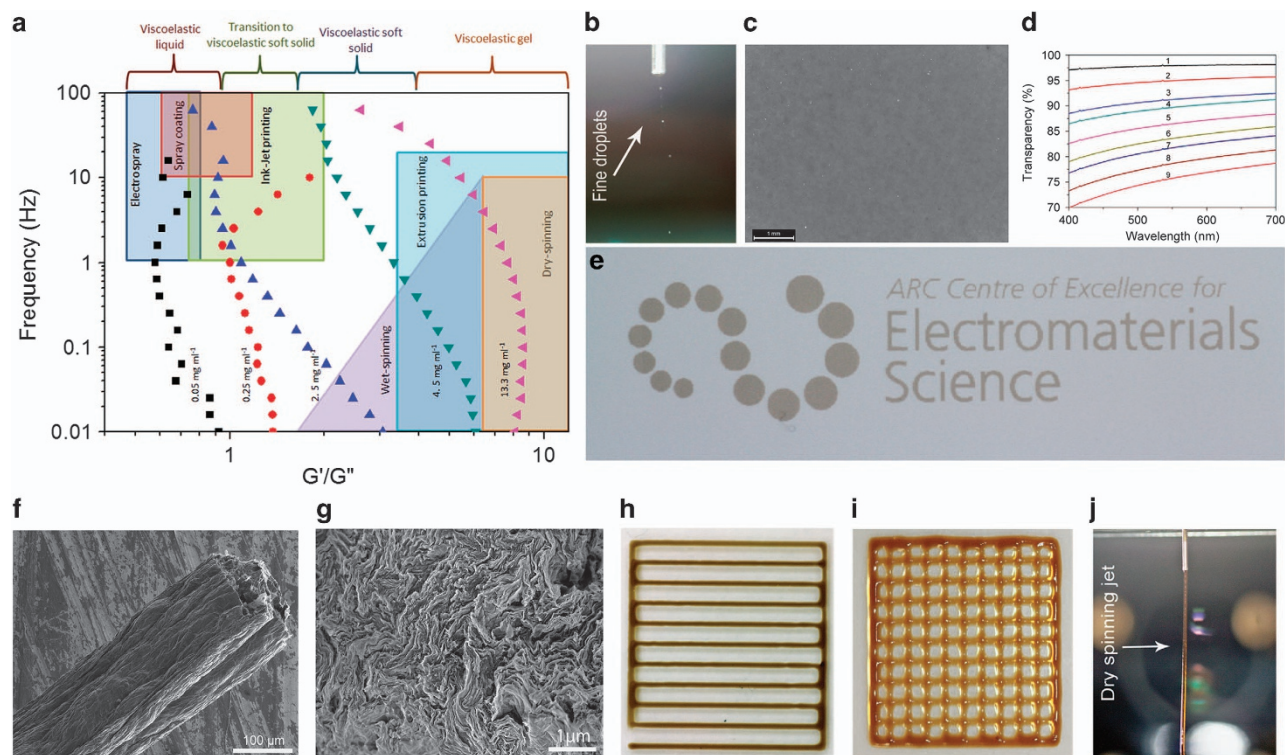 a
Viscoelastic
liquid
Transition to
viscoelastic soft solid
Viscoelastic soft
solid
Viscoelastic gel
Frequency (Hz)
100
10
1
0.1
0.01
Electrospray
Spray coating
Ink-Jet printing
Extrusion printing
Dry-spinning
Wet-spinning
0.05 mg ml⁻¹
0.25 mg ml⁻¹
2. 5 mg ml⁻¹
4. 5 mg ml⁻¹
13.3 mg ml⁻¹
1
10
G'/G"
b
Fine droplets
c
1 mm
d
Transparency (%)
100
95
90
85
80
75
70
1
2
3
4
5
6
7
8
9
400
500
600
700
Wavelength (nm)
e
ARC Centre of Excellence for
Electromaterials
Science
f
100 µm
g
1µm
h
i
j
Dry spinning jet